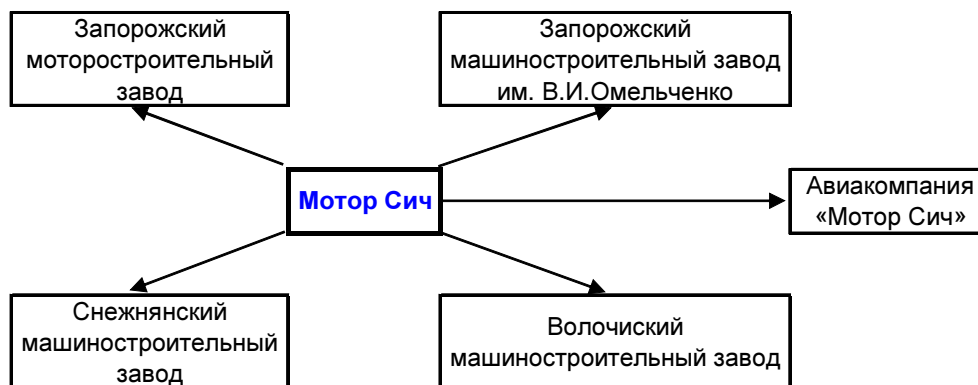 Запорожский
моторостроительный
завод
Запорожский
машиностроительный завод
им. В.И.Омельченко
Мотор Сич
Авиакомпания
«Мотор Сич»
Снежнянский
машиностроительный
завод
Волочиский
машиностроительный завод